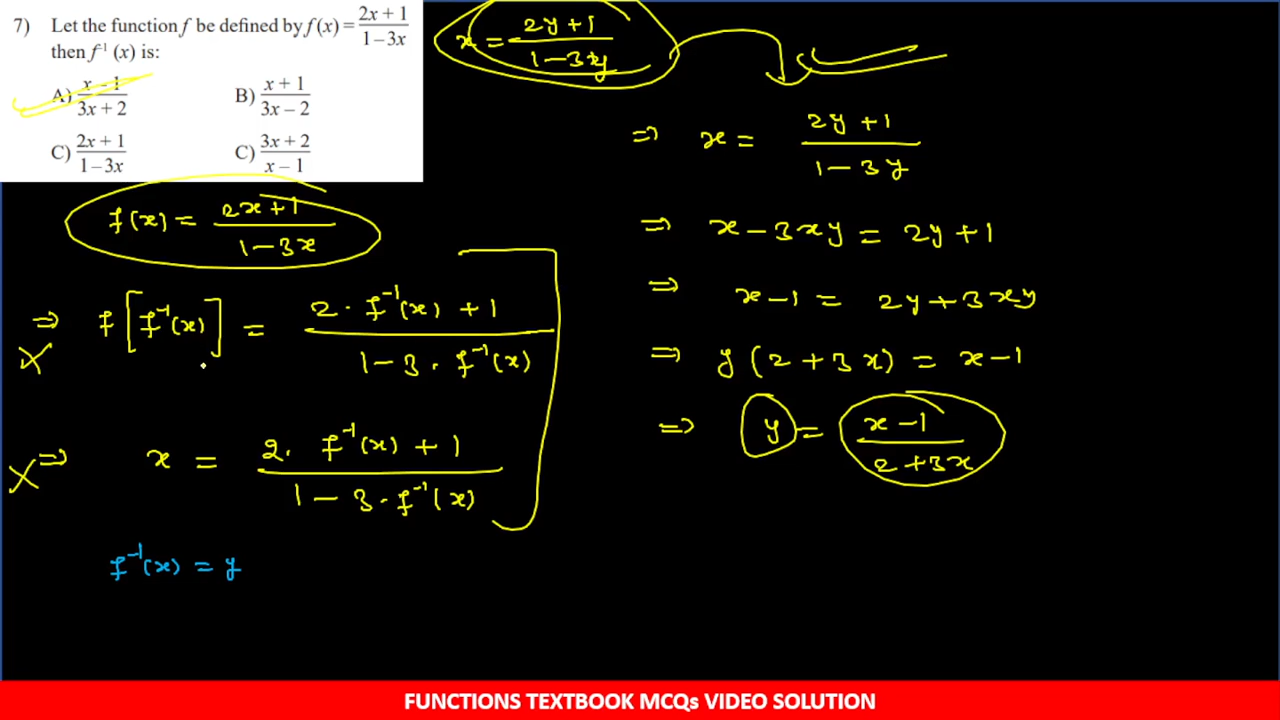 7) Let the function f be defined by f(x) = (2x + 1)/(1 – 3x)
then f⁻¹ (x) is:
A) (x – 1)/(3x + 2) B) (x + 1)/(3x – 2)
C) (2x + 1)/(1 – 3x) C) (3x + 2)/(x – 1)
f(x) = (2x+1)/(1-3x)
⇒ f[f⁻¹(x)] = (2 · f⁻¹(x) + 1)/(1 - 3 · f⁻¹(x))
X
X ⇒ x = (2 · f⁻¹(x) + 1)/(1 - 3 · f⁻¹(x))
f⁻¹(x) = y
x = (2y+1)/(1-3y)
⇒ x = (2y+1)/(1-3y)
⇒ x - 3xy = 2y+1
⇒ x-1 = 2y+3xy
⇒ y(2+3x) = x-1
⇒ y = (x-1)/(2+3x)
FUNCTIONS TEXTBOOK MCQs VIDEO SOLUTION